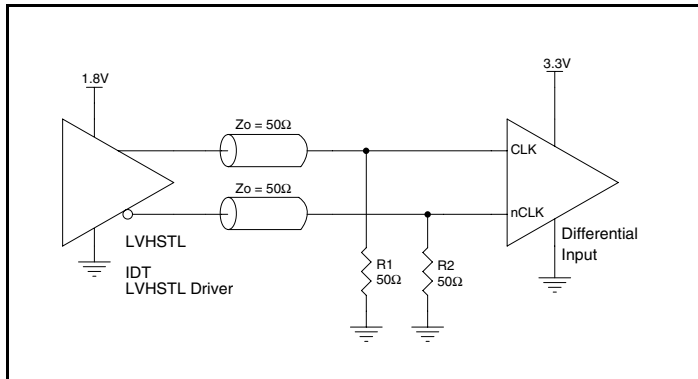 1.8V
3.3V
Zo = 50Ω
CLK
Zo = 50Ω
nCLK
LVHSTL
IDT
LVHSTL Driver
R1
50Ω
R2
50Ω
Differential
Input